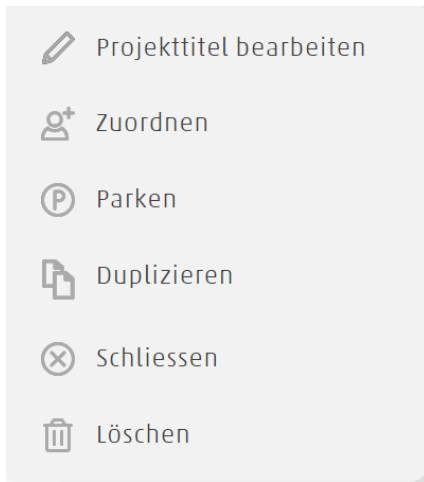 Projekttitel bearbeiten
Zuordnen
Parken
Duplizieren
Schliessen
Löschen